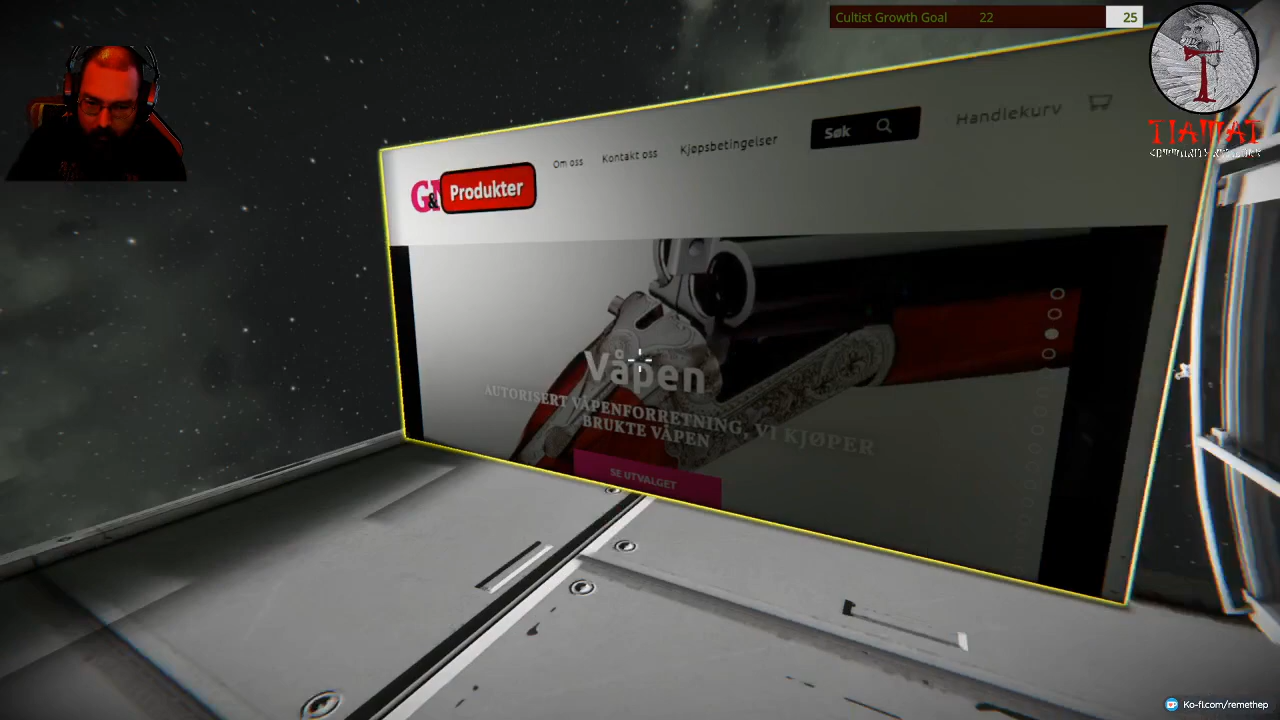 Cultist Growth Goal 22 25
TIAMAT
G&
Produkter
Om oss
Kontakt oss
Kjøpsbetingelser
Søk
Handlekurv
Våpen
AUTORISERT VÅPENFORRETNING, VI KJØPER
BRUKTE VÅPEN
SE UTVALGET
Ko-fi.com/remethep